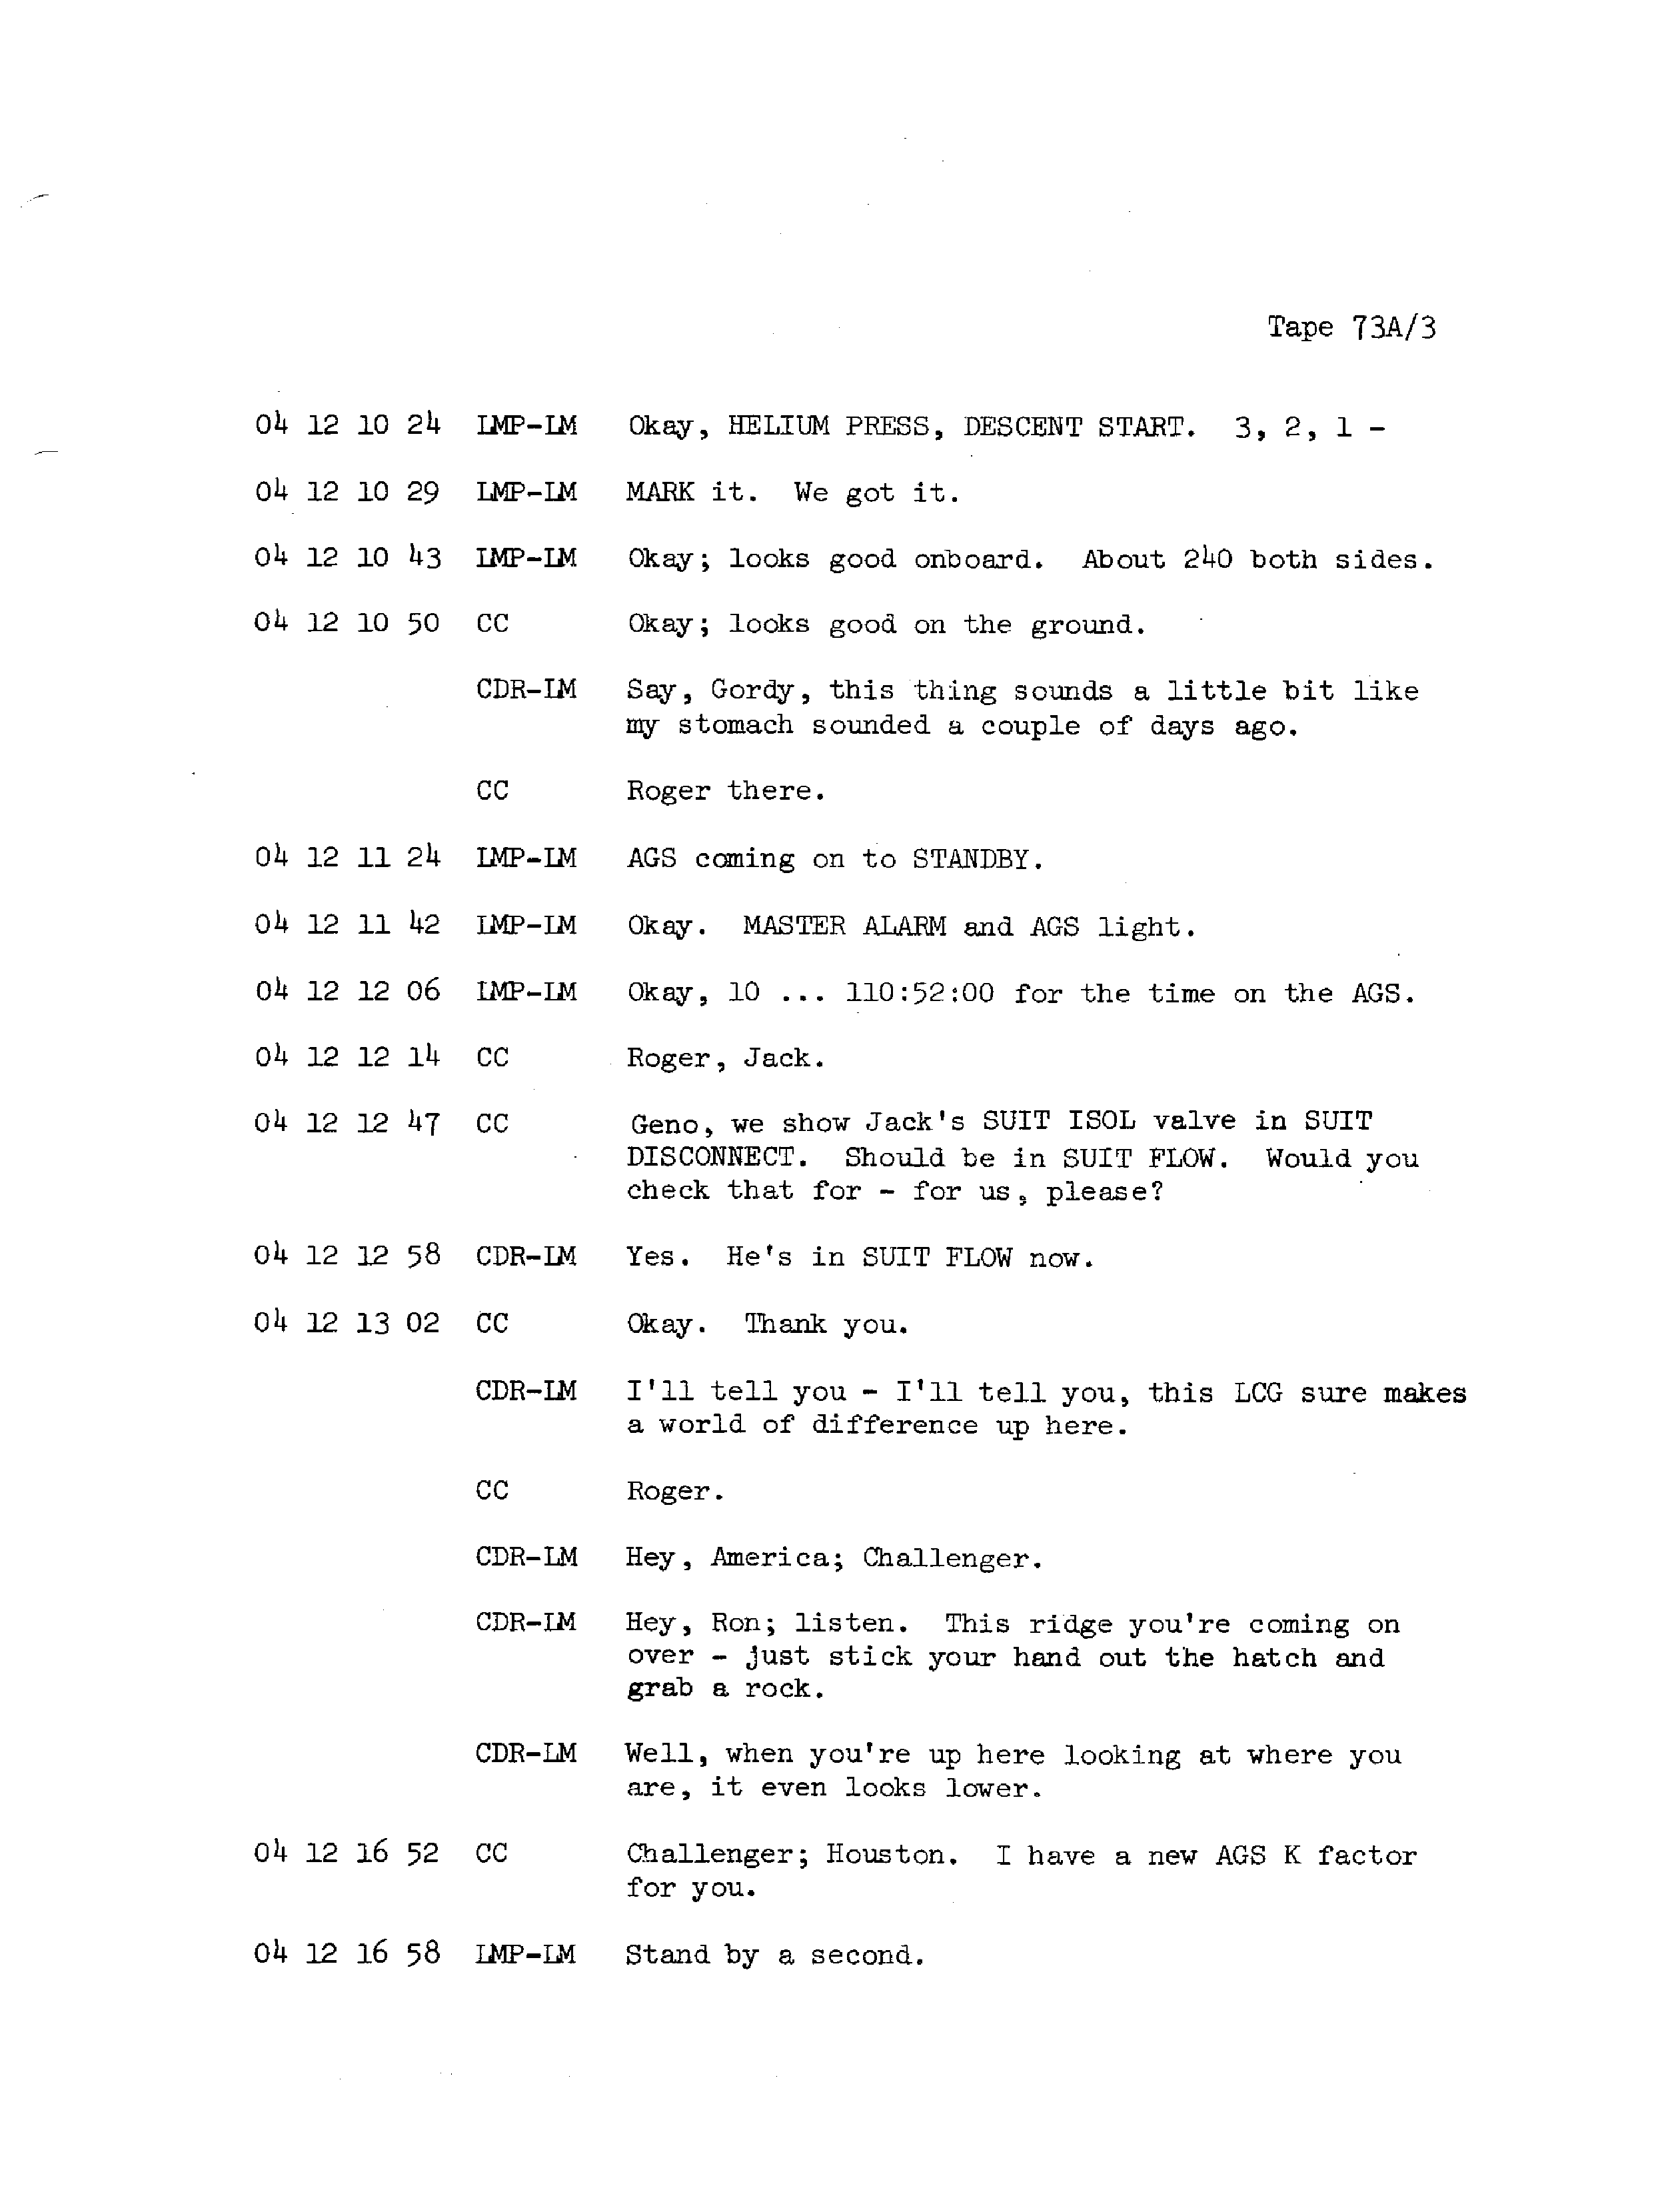 Tape 73A/3
04 12 10 24 LMP-LM Okay, HELIUM PRESS, DESCENT START. 3, 2, 1 -
04 12 10 29 LMP-LM MARK it. We got it.
04 12 10 43 LMP-LM Okay; looks good onboard. About 240 both sides.
04 12 10 50 CC Okay; looks good on the ground.
CDR-LM Say, Gordy, this thing sounds a little bit like
my stomach sounded a couple of days ago.
CC Roger there.
04 12 11 24 LMP-LM AGS coming on to STANDBY.
04 12 11 42 LMP-LM Okay. MASTER ALARM and AGS light.
04 12 12 06 LMP-LM Okay, 10 ... 110:52:00 for the time on the AGS.
04 12 12 14 CC Roger, Jack.
04 12 12 47 CC Geno, we show Jack's SUIT ISOL valve in SUIT
DISCONNECT. Should be in SUIT FLOW. Would you
check that for - for us, please?
04 12 12 58 CDR-LM Yes. He's in SUIT FLOW now.
04 12 13 02 CC Okay. Thank you.
CDR-LM I'll tell you - I'll tell you, this LCG sure makes
a world of difference up here.
CC Roger.
CDR-LM Hey, America; Challenger.
CDR-LM Hey, Ron; listen. This ridge you're coming on
over - just stick your hand out the hatch and
grab a rock.
CDR-LM Well, when you're up here looking at where you
are, it even looks lower.
04 12 16 52 CC Challenger; Houston. I have a new AGS K factor
for you.
04 12 16 58 LMP-LM Stand by a second.